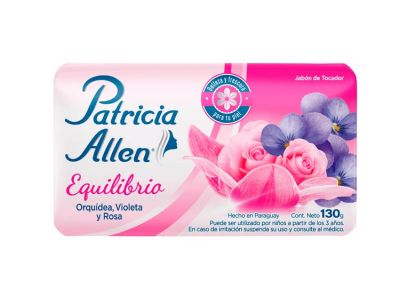 Patricia
Allen®
Equilibrio
Orquídea, Violeta
y Rosa
Belleza y frescura
para tu piel
Jabón de Tocador
Hecho en Paraguay Cont. Neto 130g
Puede ser utilizado por niños a partir de los 3 años.
En caso de irritación suspenda su uso y consulte al médico.